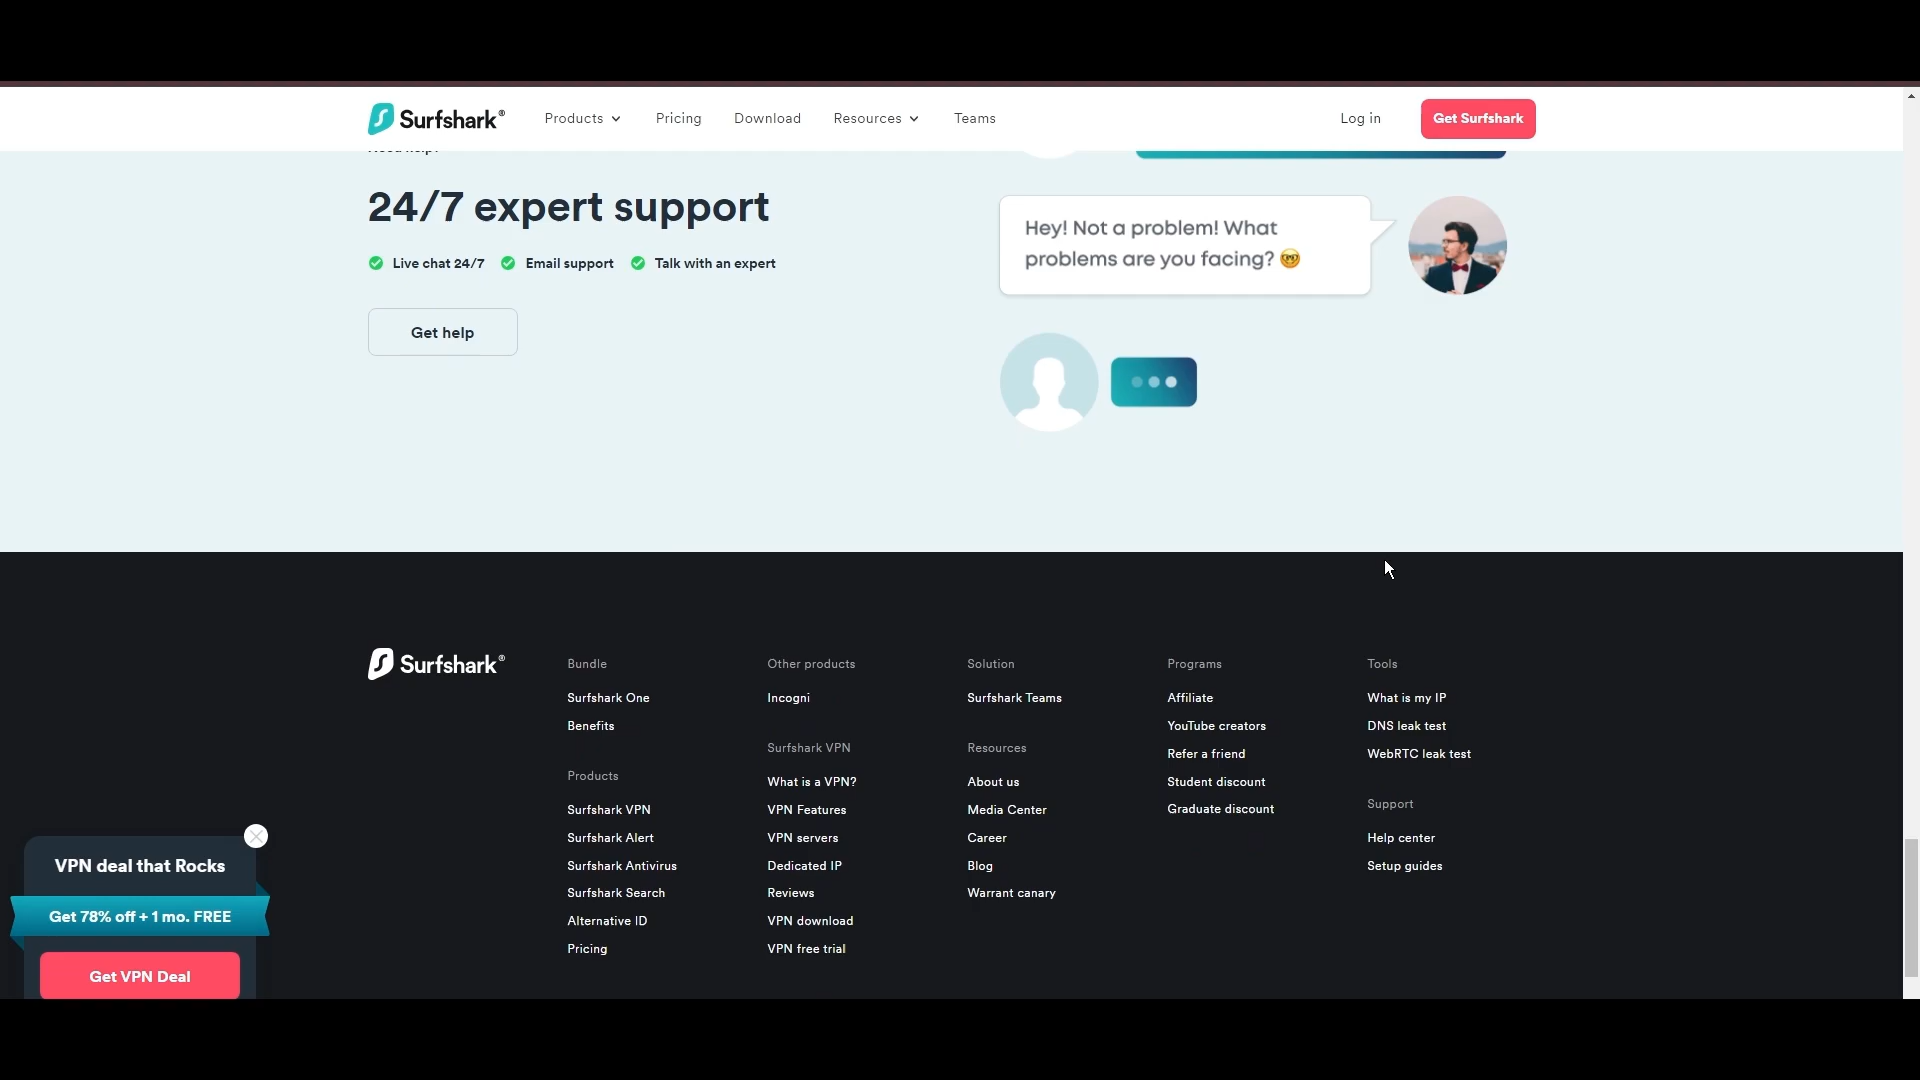 Surfshark®
Products
Pricing
Download
Resources
Teams
Log in
Get Surfshark
Need help?
24/7 expert support
Live chat 24/7
Email support
Talk with an expert
Get help
Hey! Not a problem! What
problems are you facing? 🤓
Surfshark®
Bundle
Surfshark One
Benefits
Products
Surfshark VPN
Surfshark Alert
Surfshark Antivirus
Surfshark Search
Alternative ID
Pricing
Other products
Incogni
Surfshark VPN
What is a VPN?
VPN Features
VPN servers
Dedicated IP
Reviews
VPN download
VPN free trial
Solution
Surfshark Teams
Resources
About us
Media Center
Career
Blog
Warrant canary
Programs
Affiliate
YouTube creators
Refer a friend
Student discount
Graduate discount
Tools
What is my IP
DNS leak test
WebRTC leak test
Support
Help center
Setup guides
VPN deal that Rocks
Get 78% off + 1 mo. FREE
Get VPN Deal